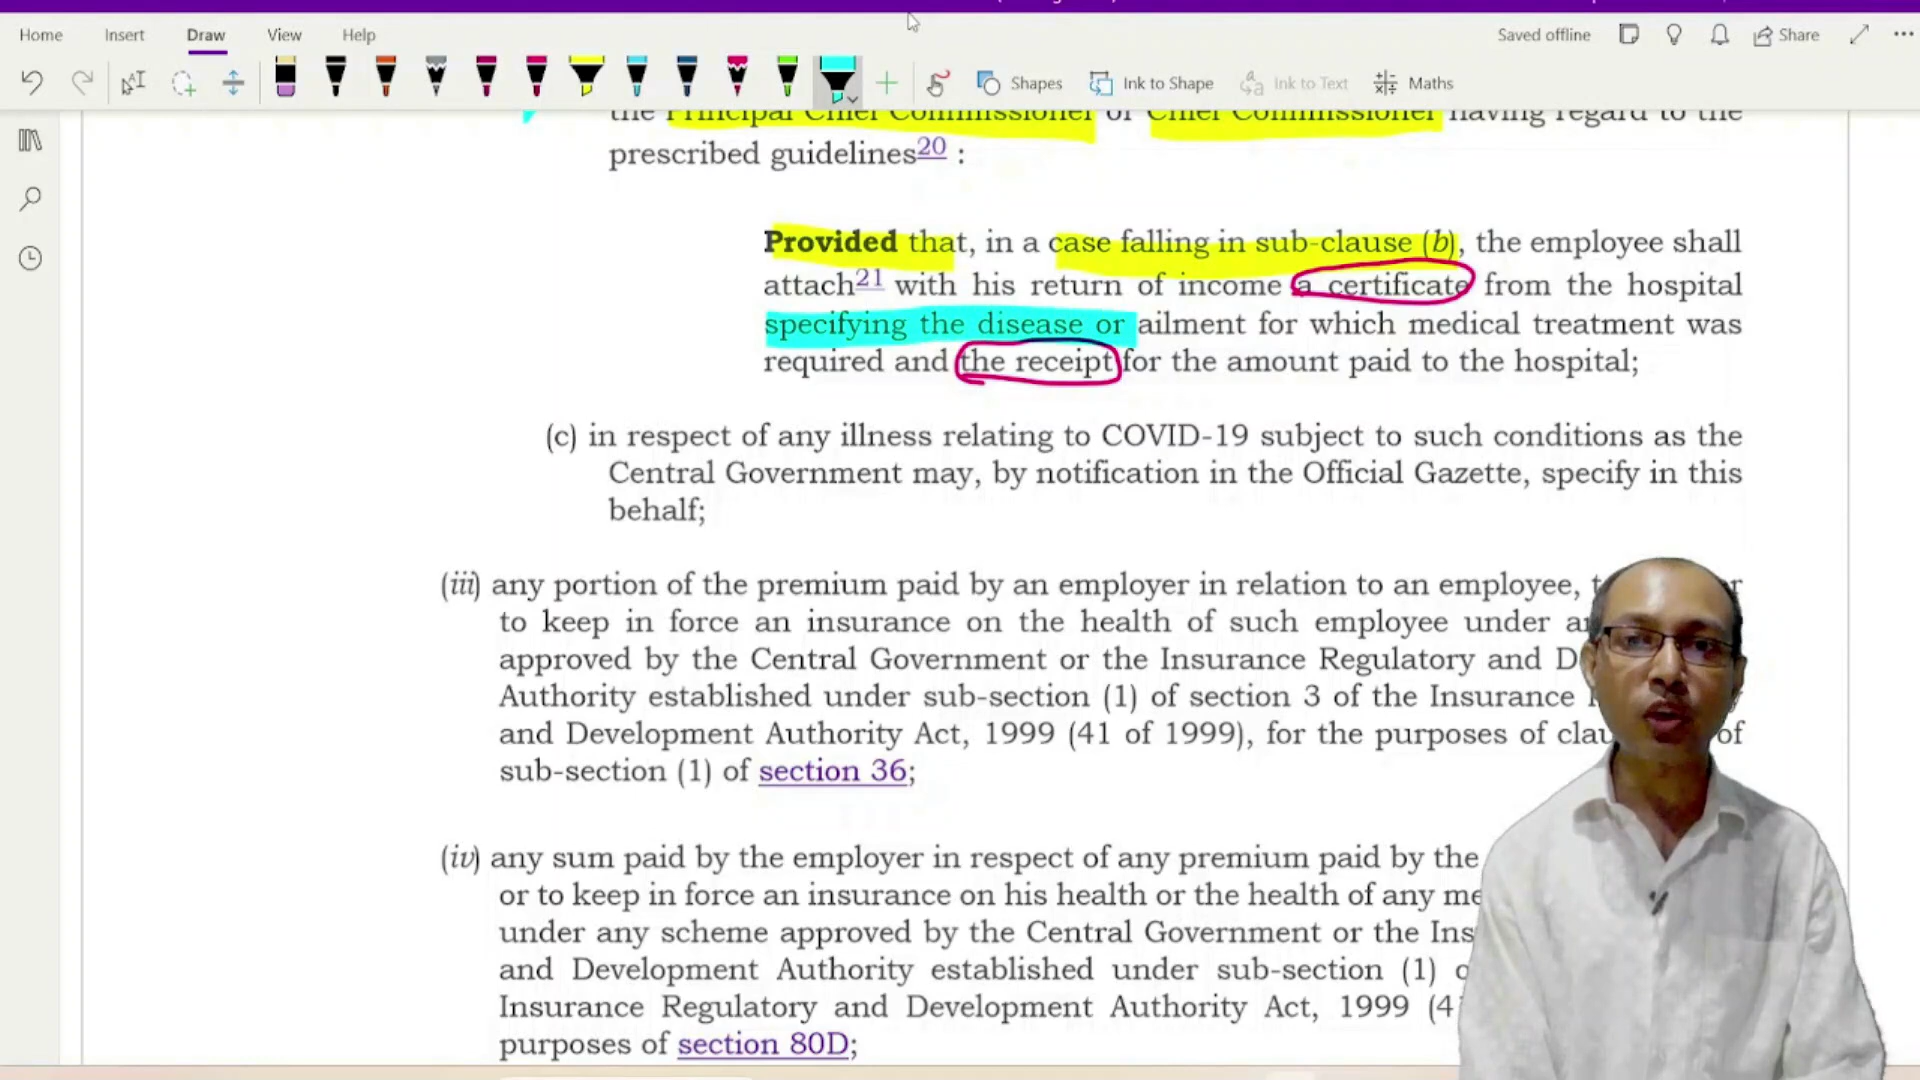 Home Insert Draw View Help Saved offline Share
Shapes Ink to Shape Ink to Text Maths
the Principal Chief Commissioner or Chief Commissioner having regard to the
prescribed guidelines20 :
Provided that, in a case falling in sub-clause (b), the employee shall
attach21 with his return of income a certificate from the hospital
specifying the disease or ailment for which medical treatment was
required and the receipt for the amount paid to the hospital;
(c) in respect of any illness relating to COVID-19 subject to such conditions as the
Central Government may, by notification in the Official Gazette, specify in this
behalf;
(iii) any portion of the premium paid by an employer in relation to an employee,
to keep in force an insurance on the health of such employee under
approved by the Central Government or the Insurance Regulatory and
Authority established under sub-section (1) of section 3 of the Insurance
and Development Authority Act, 1999 (41 of 1999), for the purposes of of
sub-section (1) of section 36;
(iv) any sum paid by the employer in respect of any premium paid by the
or to keep in force an insurance on his health or the health of any
under any scheme approved by the Central Government or the
and Development Authority established under sub-section (1)
Insurance Regulatory and Development Authority Act, 1999
purposes of section 80D;